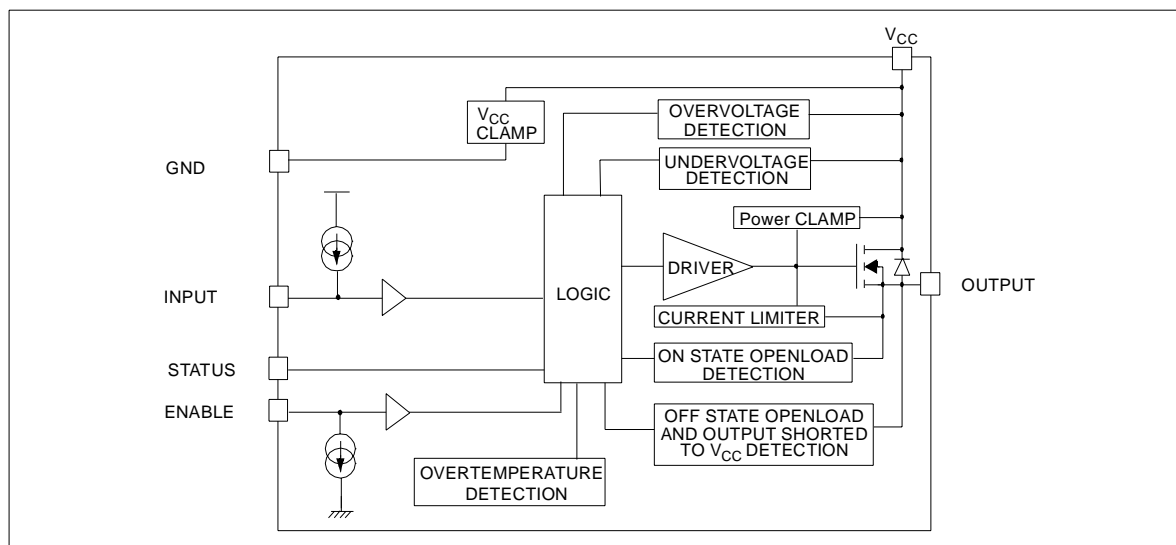 VCC
VCC
CLAMP
OVERVOLTAGE
DETECTION
UNDERVOLTAGE
DETECTION
GND
Power CLAMP
DRIVER
LOGIC
INPUT
OUTPUT
CURRENT LIMITER
ON STATE OPENLOAD
DETECTION
STATUS
ENABLE
OFF STATE OPENLOAD
AND OUTPUT SHORTED
TO VCC DETECTION
OVERTEMPERATURE
DETECTION